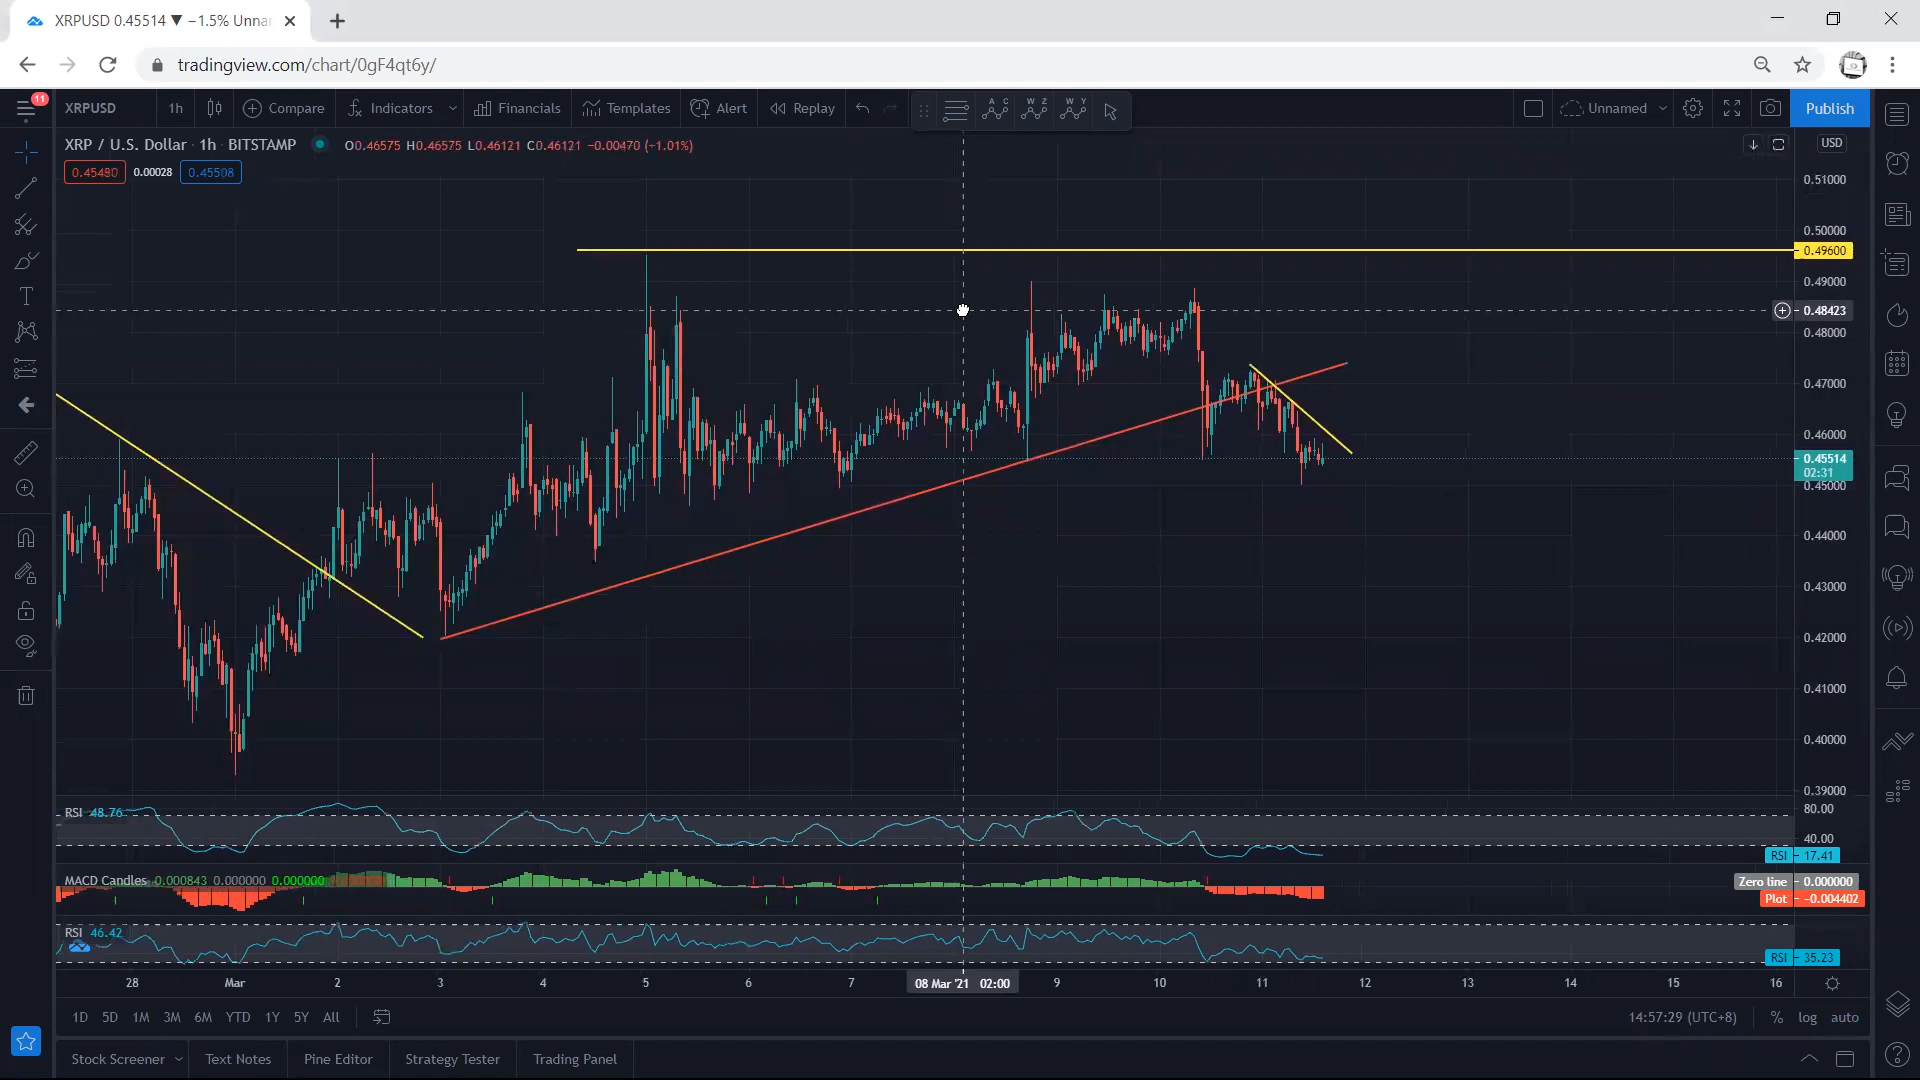 XRPUSD 0.45514 ▼ −1.5% Unna
tradingview.com/chart/0gF4qt6y/
11
XRPUSD 1h Compare Indicators Financials Templates Alert Replay Unnamed Publish
A C W Z W Y
XRP / U.S. Dollar · 1h · BITSTAMP O0.46575 H0.46575 L0.46121 C0.46121 −0.00470 (−1.01%) USD
0.45480 0.00028 0.45508
0.51000
0.50000
0.49600
0.49000
0.48423
0.48000
0.47000
0.46000
0.45514
02:31
0.45000
0.44000
0.43000
0.42000
0.41000
0.40000
0.39000
RSI 48.76 80.00
40.00
RSI 17.41
MACD Candles 0.000843 0.000000 0.000000 Zero line 0.000000
Plot −0.004402
RSI 46.42
RSI 35.23
28 Mar 2 3 4 5 6 7 08 Mar '21 02:00 9 10 11 12 13 14 15 16
1D 5D 1M 3M 6M YTD 1Y 5Y All 14:57:29 (UTC+8) % log auto
Stock Screener Text Notes Pine Editor Strategy Tester Trading Panel